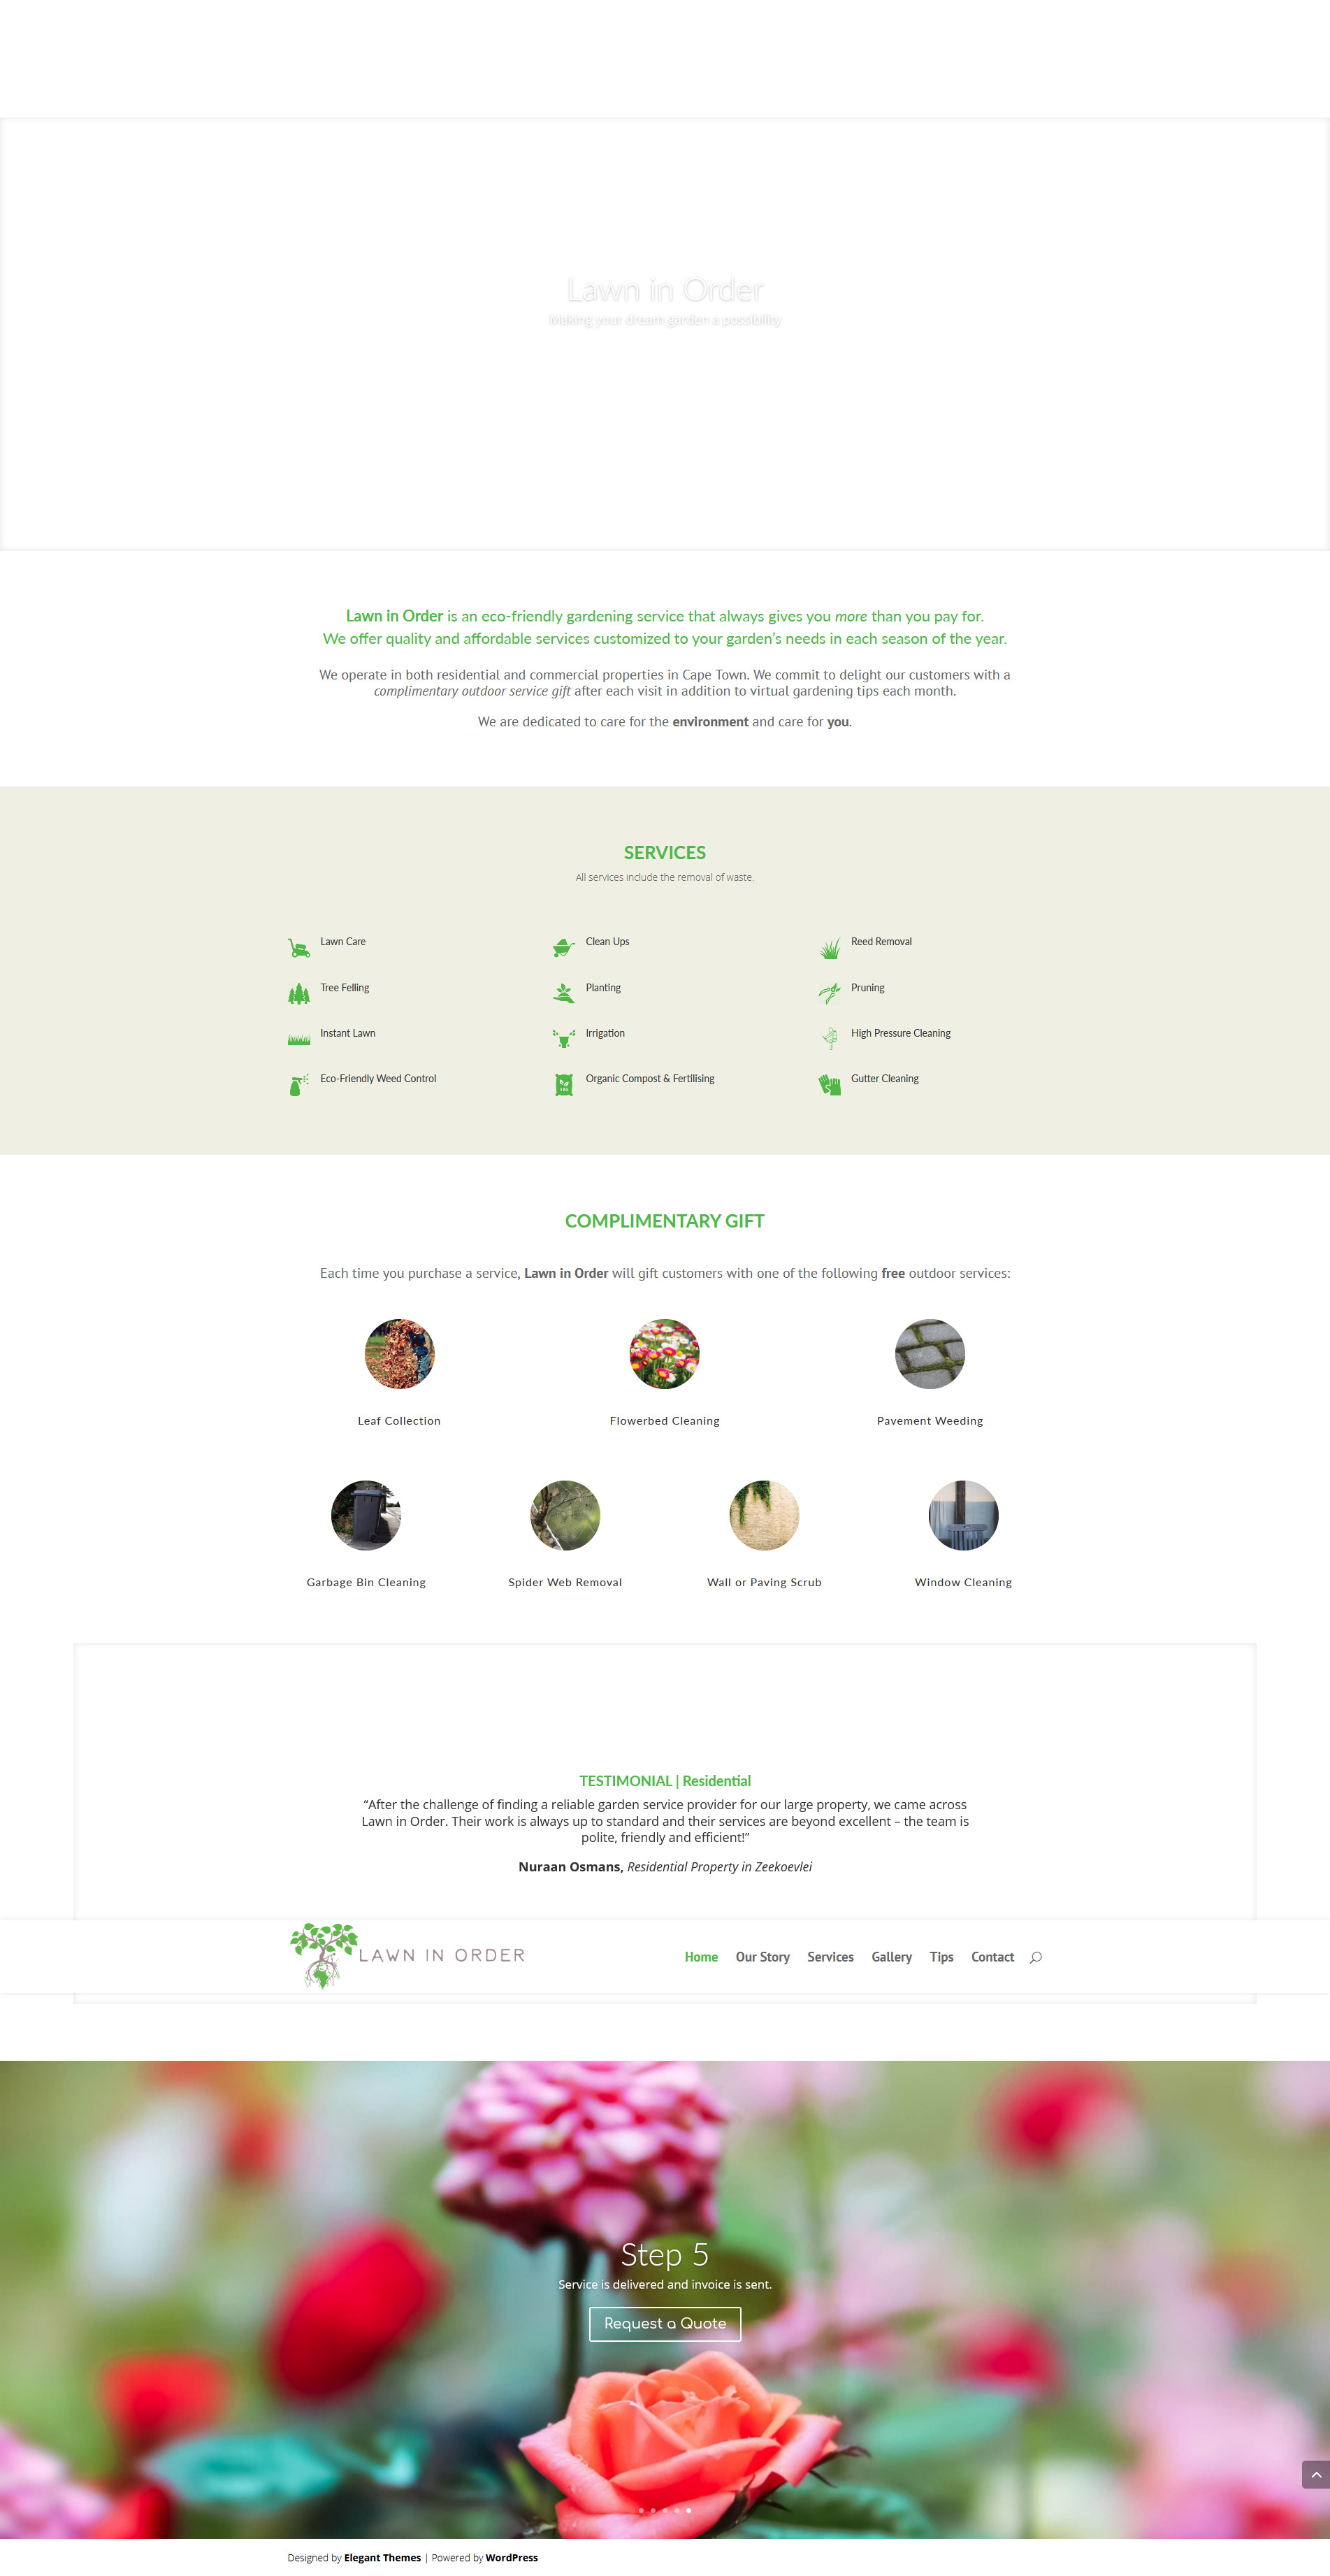 Lawn in Order
Making your dream garden a possibility
Lawn in Order is an eco-friendly gardening service that always gives you more than you pay for.
We offer quality and affordable services customized to your garden's needs in each season of the year.
We operate in both residential and commercial properties in Cape Town. We commit to delight our customers with a
complimentary outdoor service gift after each visit in addition to virtual gardening tips each month.
We are dedicated to care for the environment and care for you.
SERVICES
All services include the removal of waste.
Lawn Care
Clean Ups
Reed Removal
Tree Felling
Planting
Pruning
Instant Lawn
Irrigation
High Pressure Cleaning
Eco-Friendly Weed Control
Organic Compost & Fertilising
Gutter Cleaning
COMPLIMENTARY GIFT
Each time you purchase a service, Lawn in Order will gift customers with one of the following free outdoor services:
Leaf Collection
Flowerbed Cleaning
Pavement Weeding
Garbage Bin Cleaning
Spider Web Removal
Wall or Paving Scrub
Window Cleaning
TESTIMONIAL | Residential
“After the challenge of finding a reliable garden service provider for our large property, we came across
Lawn in Order. Their work is always up to standard and their services are beyond excellent – the team is
polite, friendly and efficient!”
Nuraan Osmans, Residential Property in Zeekoevlei
LAWN IN ORDER
Home Our Story Services Gallery Tips Contact
Step 5
Service is delivered and invoice is sent.
Request a Quote
Designed by Elegant Themes | Powered by WordPress